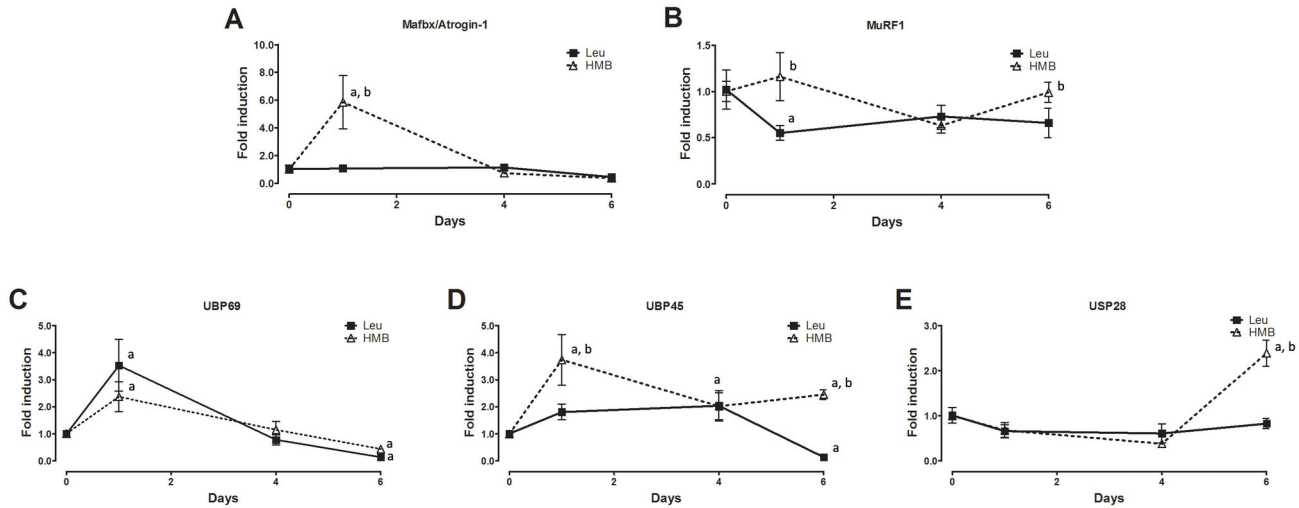 A
Mafbx/Atrogin-1
Leu
HMB
10.0
8.0
6.0
4.0
2.0
0.0
Fold induction
a, b
0 2 4 6
Days
B
MuRF1
Leu
HMB
1.5
1.0
0.5
0.0
Fold induction
b
a
b
0 2 4 6
Days
C
UBP69
Leu
HMB
5.0
4.0
3.0
2.0
1.0
0.0
Fold induction
a
a
a
a
0 2 4 6
Days
D
UBP45
Leu
HMB
5.0
4.0
3.0
2.0
1.0
0.0
Fold induction
a, b
a
a, b
a
0 2 4 6
Days
E
USP28
Leu
HMB
3.0
2.0
1.0
0.0
Fold induction
a, b
0 2 4 6
Days